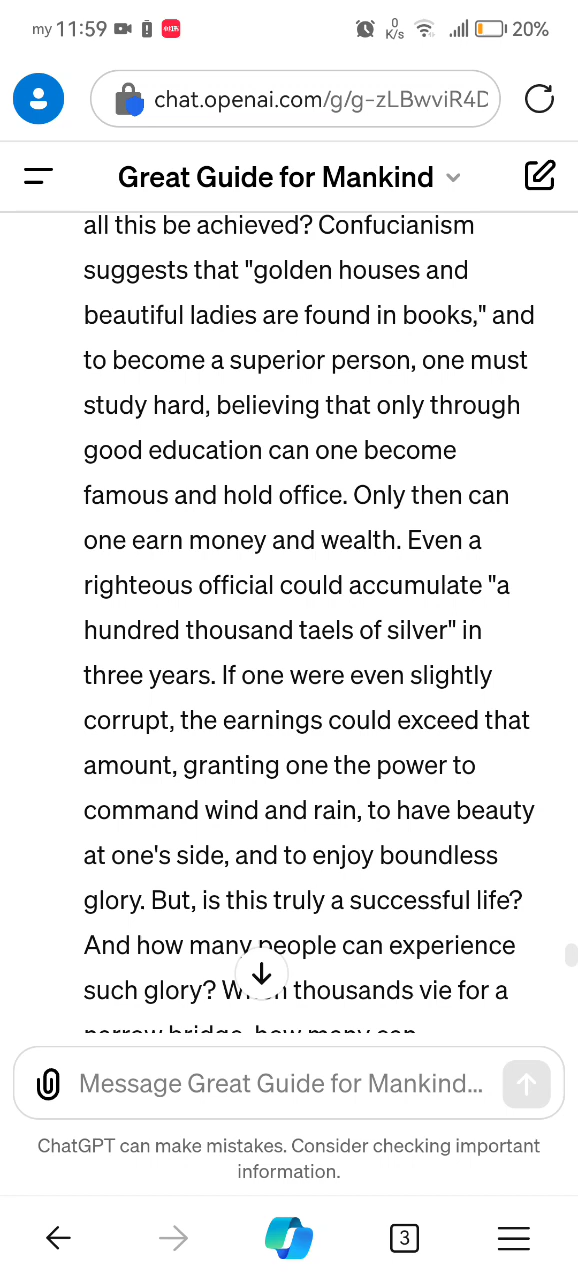 my 11:59
0
K/s
20%
chat.openai.com/g/g-zLBwviR4D
Great Guide for Mankind
all this be achieved? Confucianism
suggests that "golden houses and
beautiful ladies are found in books," and
to become a superior person, one must
study hard, believing that only through
good education can one become
famous and hold office. Only then can
one earn money and wealth. Even a
righteous official could accumulate "a
hundred thousand taels of silver" in
three years. If one were even slightly
corrupt, the earnings could exceed that
amount, granting one the power to
command wind and rain, to have beauty
at one's side, and to enjoy boundless
glory. But, is this truly a successful life?
And how many people can experience
such glory? When thousands vie for a
narrow bridge, how many can
Message Great Guide for Mankind...
ChatGPT can make mistakes. Consider checking important
information.
3